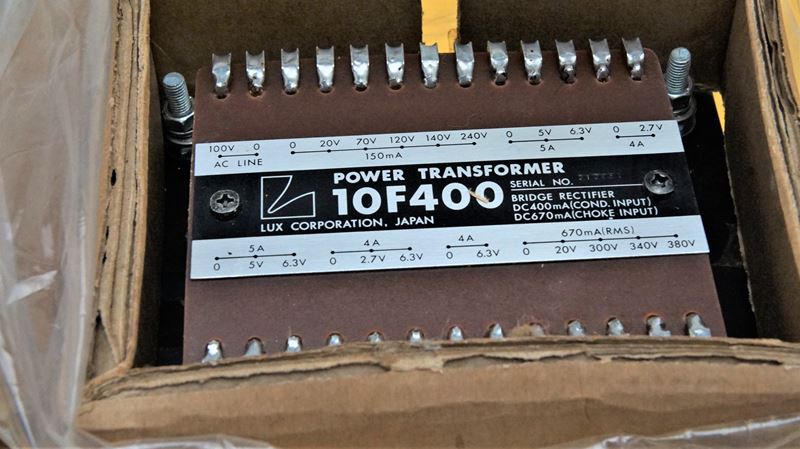 100V 0 0 20V 70V 120V 140V 240V 0 5V 6.3V 0 2.7V
AC LINE 150mA 5A 4A
POWER TRANSFORMER
10F400
SERIAL NO.
BRIDGE RECTIFIER
DC400mA(COND. INPUT)
DC670mA(CHOKE INPUT)
LUX CORPORATION, JAPAN
5A 4A 4A 670mA(RMS)
0 5V 6.3V 0 2.7V 6.3V 0 6.3V 0 20V 300V 340V 380V